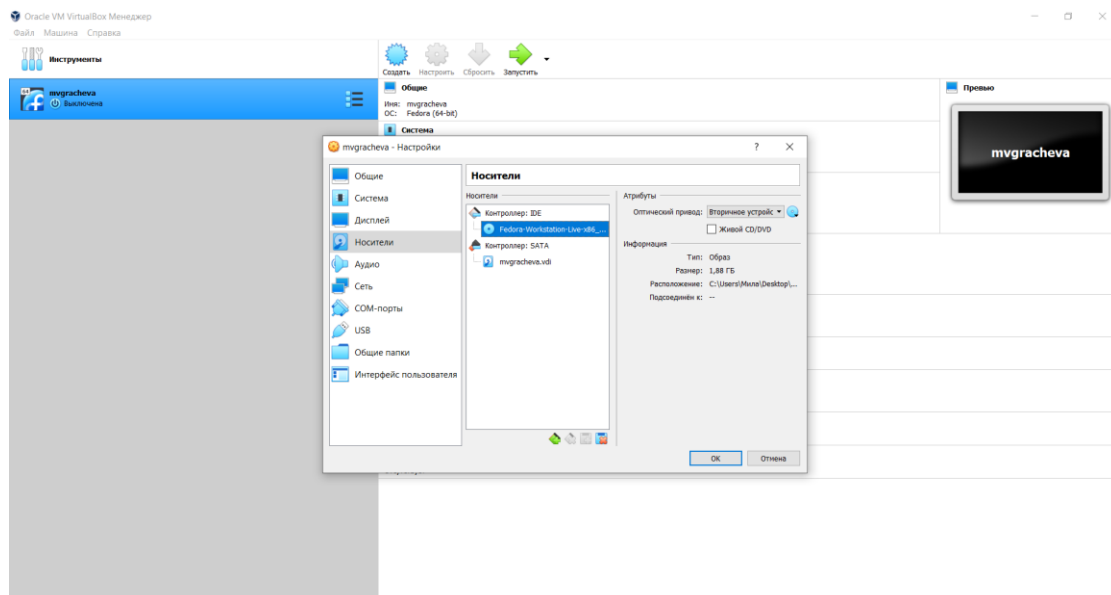 Oracle VM VirtualBox Менеджер
Файл Машина Справка
Инструменты
Создать Настроить Сбросить Запустить
mvgracheva
Выключена
Общие
Имя: mvgracheva
ОС: Fedora (64-bit)
Система
Превью
mvgracheva
mvgracheva - Настройки
Общие
Система
Дисплей
Носители
Аудио
Сеть
COM-порты
USB
Общие папки
Интерфейс пользователя
Носители
Носители
Контроллер: IDE
Fedora-Workstation-Live-x86_...
Контроллер: SATA
mvgracheva.vdi
Атрибуты
Оптический привод: Вторичное устройс
Живой CD/DVD
Информация
Тип: Образ
Размер: 1,88 ГБ
Расположение: C:\Users\Мила\Desktop\,...
Подсоединён к: --
OK Отмена